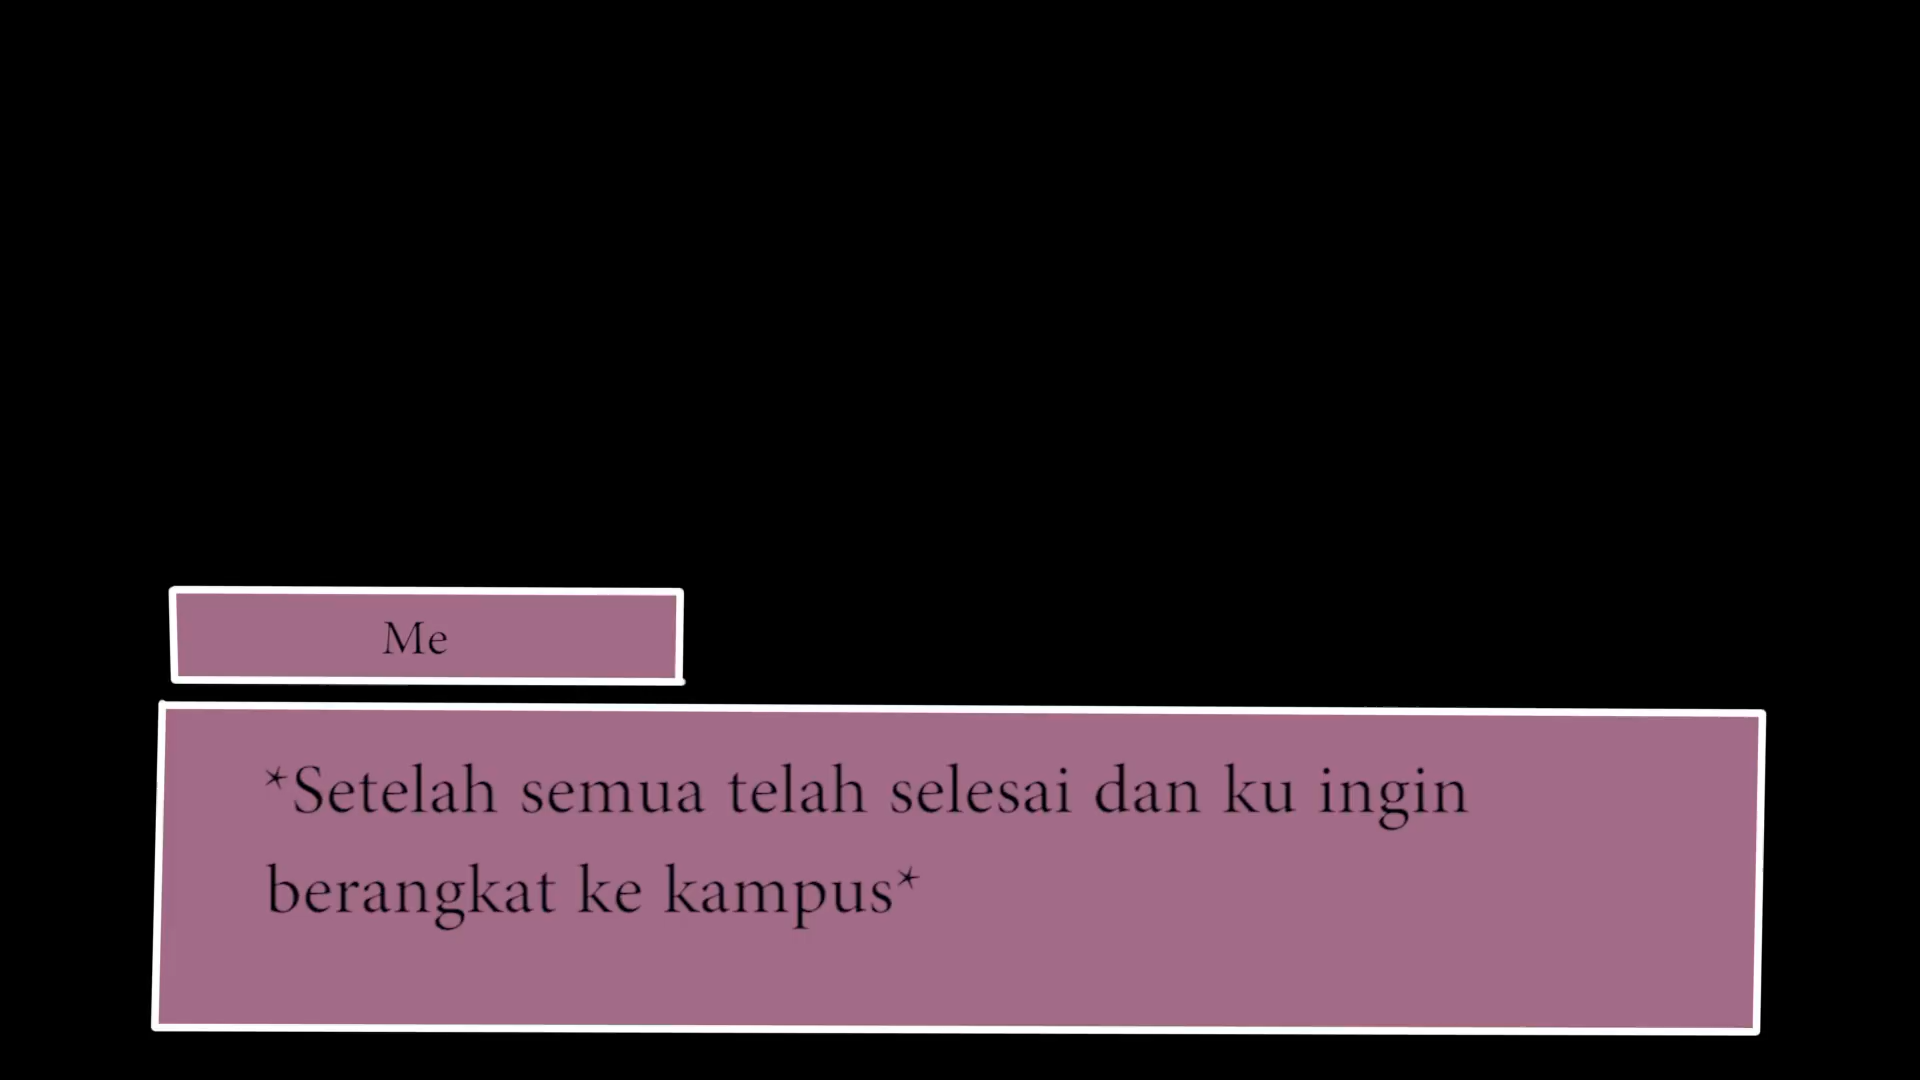 Me
*Setelah semua telah selesai dan ku ingin
berangkat ke kampus*